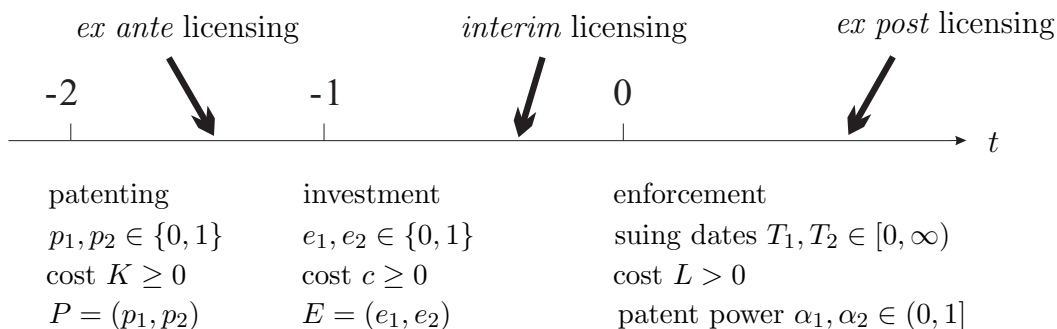 ex ante licensing interim licensing ex post licensing
-2 -1 0
t
patenting investment enforcement
p₁, p₂ ∈ {0, 1} e₁, e₂ ∈ {0, 1} suing dates T₁, T₂ ∈ [0, ∞)
cost K ≥ 0 cost c ≥ 0 cost L > 0
P = (p₁, p₂) E = (e₁, e₂) patent power α₁, α₂ ∈ (0, 1]